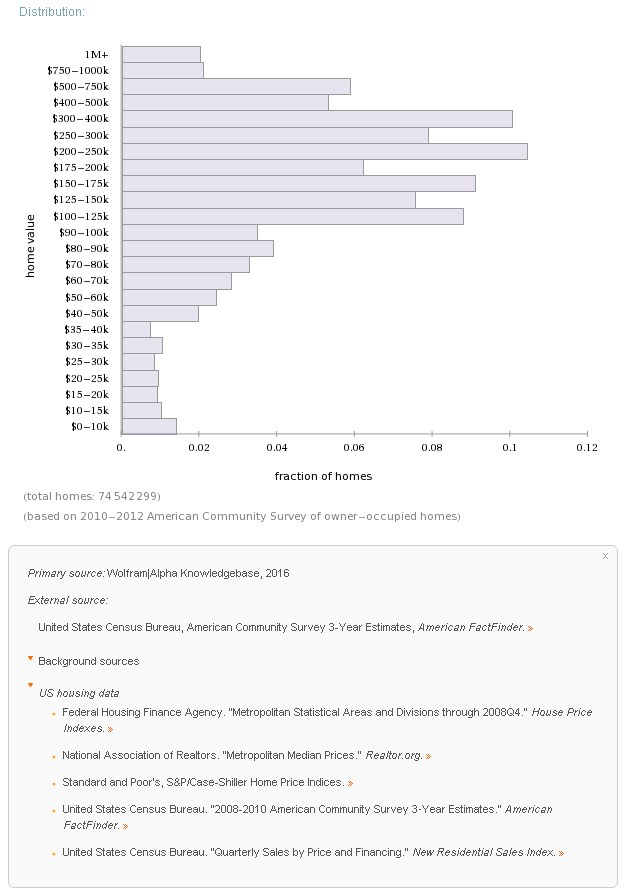 Distribution:
1M+
$750−1000k
$500−750k
$400−500k
$300−400k
$250−300k
$200−250k
$175−200k
$150−175k
$125−150k
$100−125k
$90−100k
$80−90k
$70−80k
$60−70k
$50−60k
$40−50k
$35−40k
$30−35k
$25−30k
$20−25k
$15−20k
$10−15k
$0−10k
home value
0. 0.02 0.04 0.06 0.08 0.1 0.12
fraction of homes
(total homes: 74 542 299)
(based on 2010−2012 American Community Survey of owner−occupied homes)
x
Primary source: Wolfram|Alpha Knowledgebase, 2016
External source:
United States Census Bureau, American Community Survey 3-Year Estimates, American FactFinder. »
Background sources
US housing data
Federal Housing Finance Agency. "Metropolitan Statistical Areas and Divisions through 2008Q4." House Price
Indexes. »
National Association of Realtors. "Metropolitan Median Prices." Realtor.org. »
Standard and Poor's, S&P/Case-Shiller Home Price Indices. »
United States Census Bureau. "2008-2010 American Community Survey 3-Year Estimates." American
FactFinder. »
United States Census Bureau. "Quarterly Sales by Price and Financing." New Residential Sales Index. »